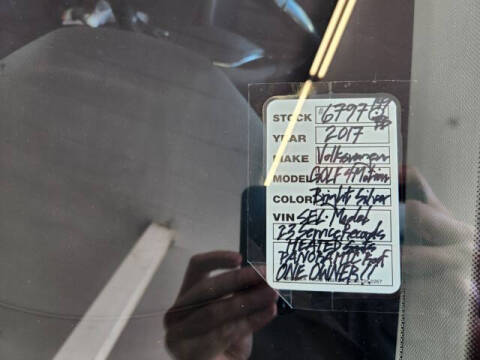 STOCK 6797
YEAR 2017
MAKE Volkswagen
MODEL GOLF 4Motion
COLOR Bright Silver
VIN SEL Model
23 Service Records
HEATED Seats
PANORAMIC Roof
ONE OWNER!!